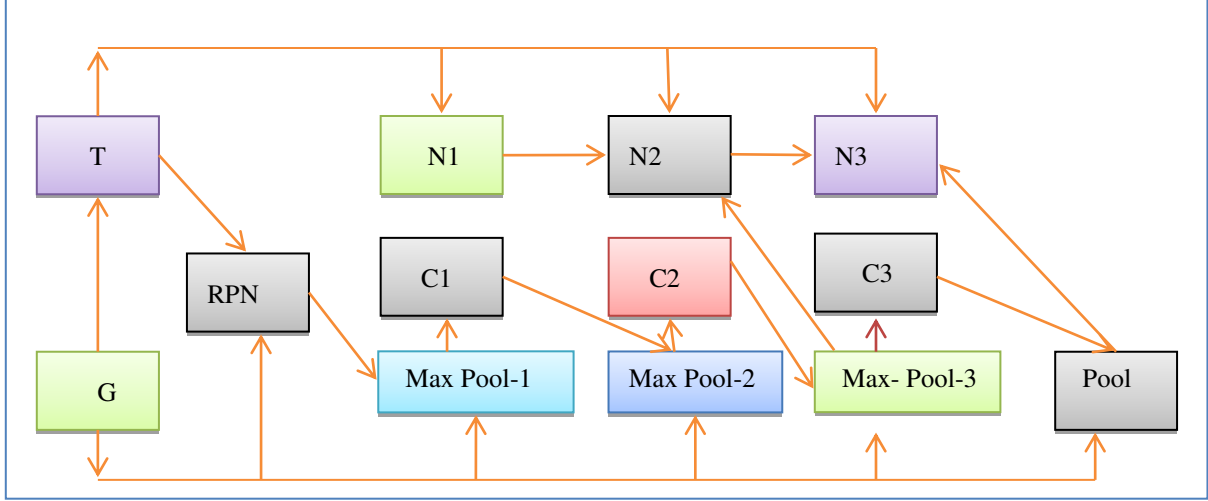 T
N1
N2
N3
RPN
C1
C2
C3
G
Max Pool-1
Max Pool-2
Max- Pool-3
Pool